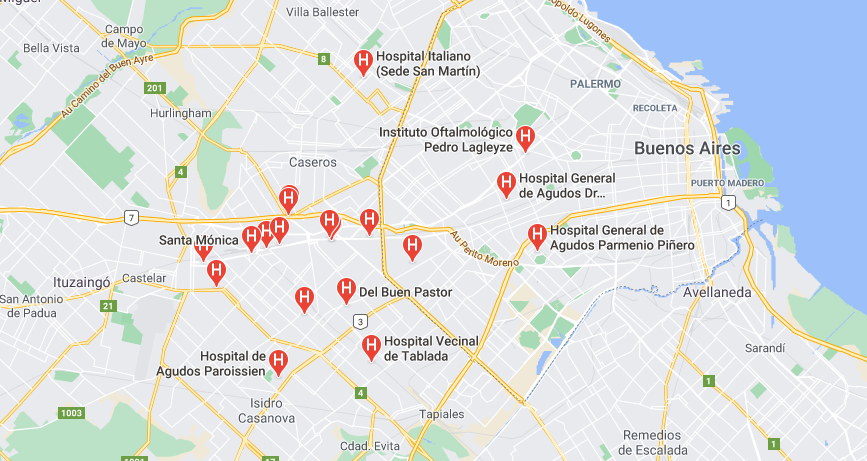 Villa Ballester
Leopoldo Lugones
Campo
de Mayo
Bella Vista
Au Camino del Buen Ayre
8
Hospital Italiano
(Sede San Martín)
201
PALERMO
RECOLETA
Hurlingham
Instituto Oftalmológico
Pedro Lagleyze
Buenos Aires
Caseros
4
Hospital General
de Agudos Dr...
PUERTO MADERO
1
7
Santa Mónica
Au Perito Moreno
Hospital General de
Agudos Parmenio Piñero
Ituzaingó
Castelar
Del Buen Pastor
Avellaneda
San Antonio
de Padua
21
3
Hospital Vecinal
de Tablada
Sarandí
Hospital de
Agudos Paroissien
1
4
Isidro
Casanova
1003
Tapiales
Remedios
de Escalada
Cdad. Evita
1
1001